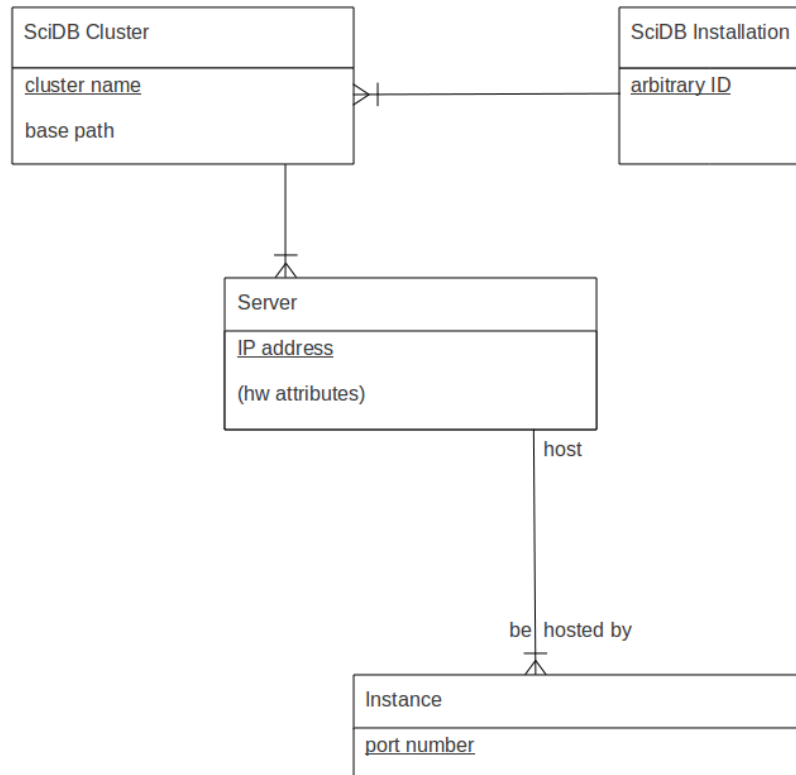 SciDB Cluster
cluster name
base path
SciDB Installation
arbitrary ID
Server
IP address
(hw attributes)
host
be hosted by
Instance
port number